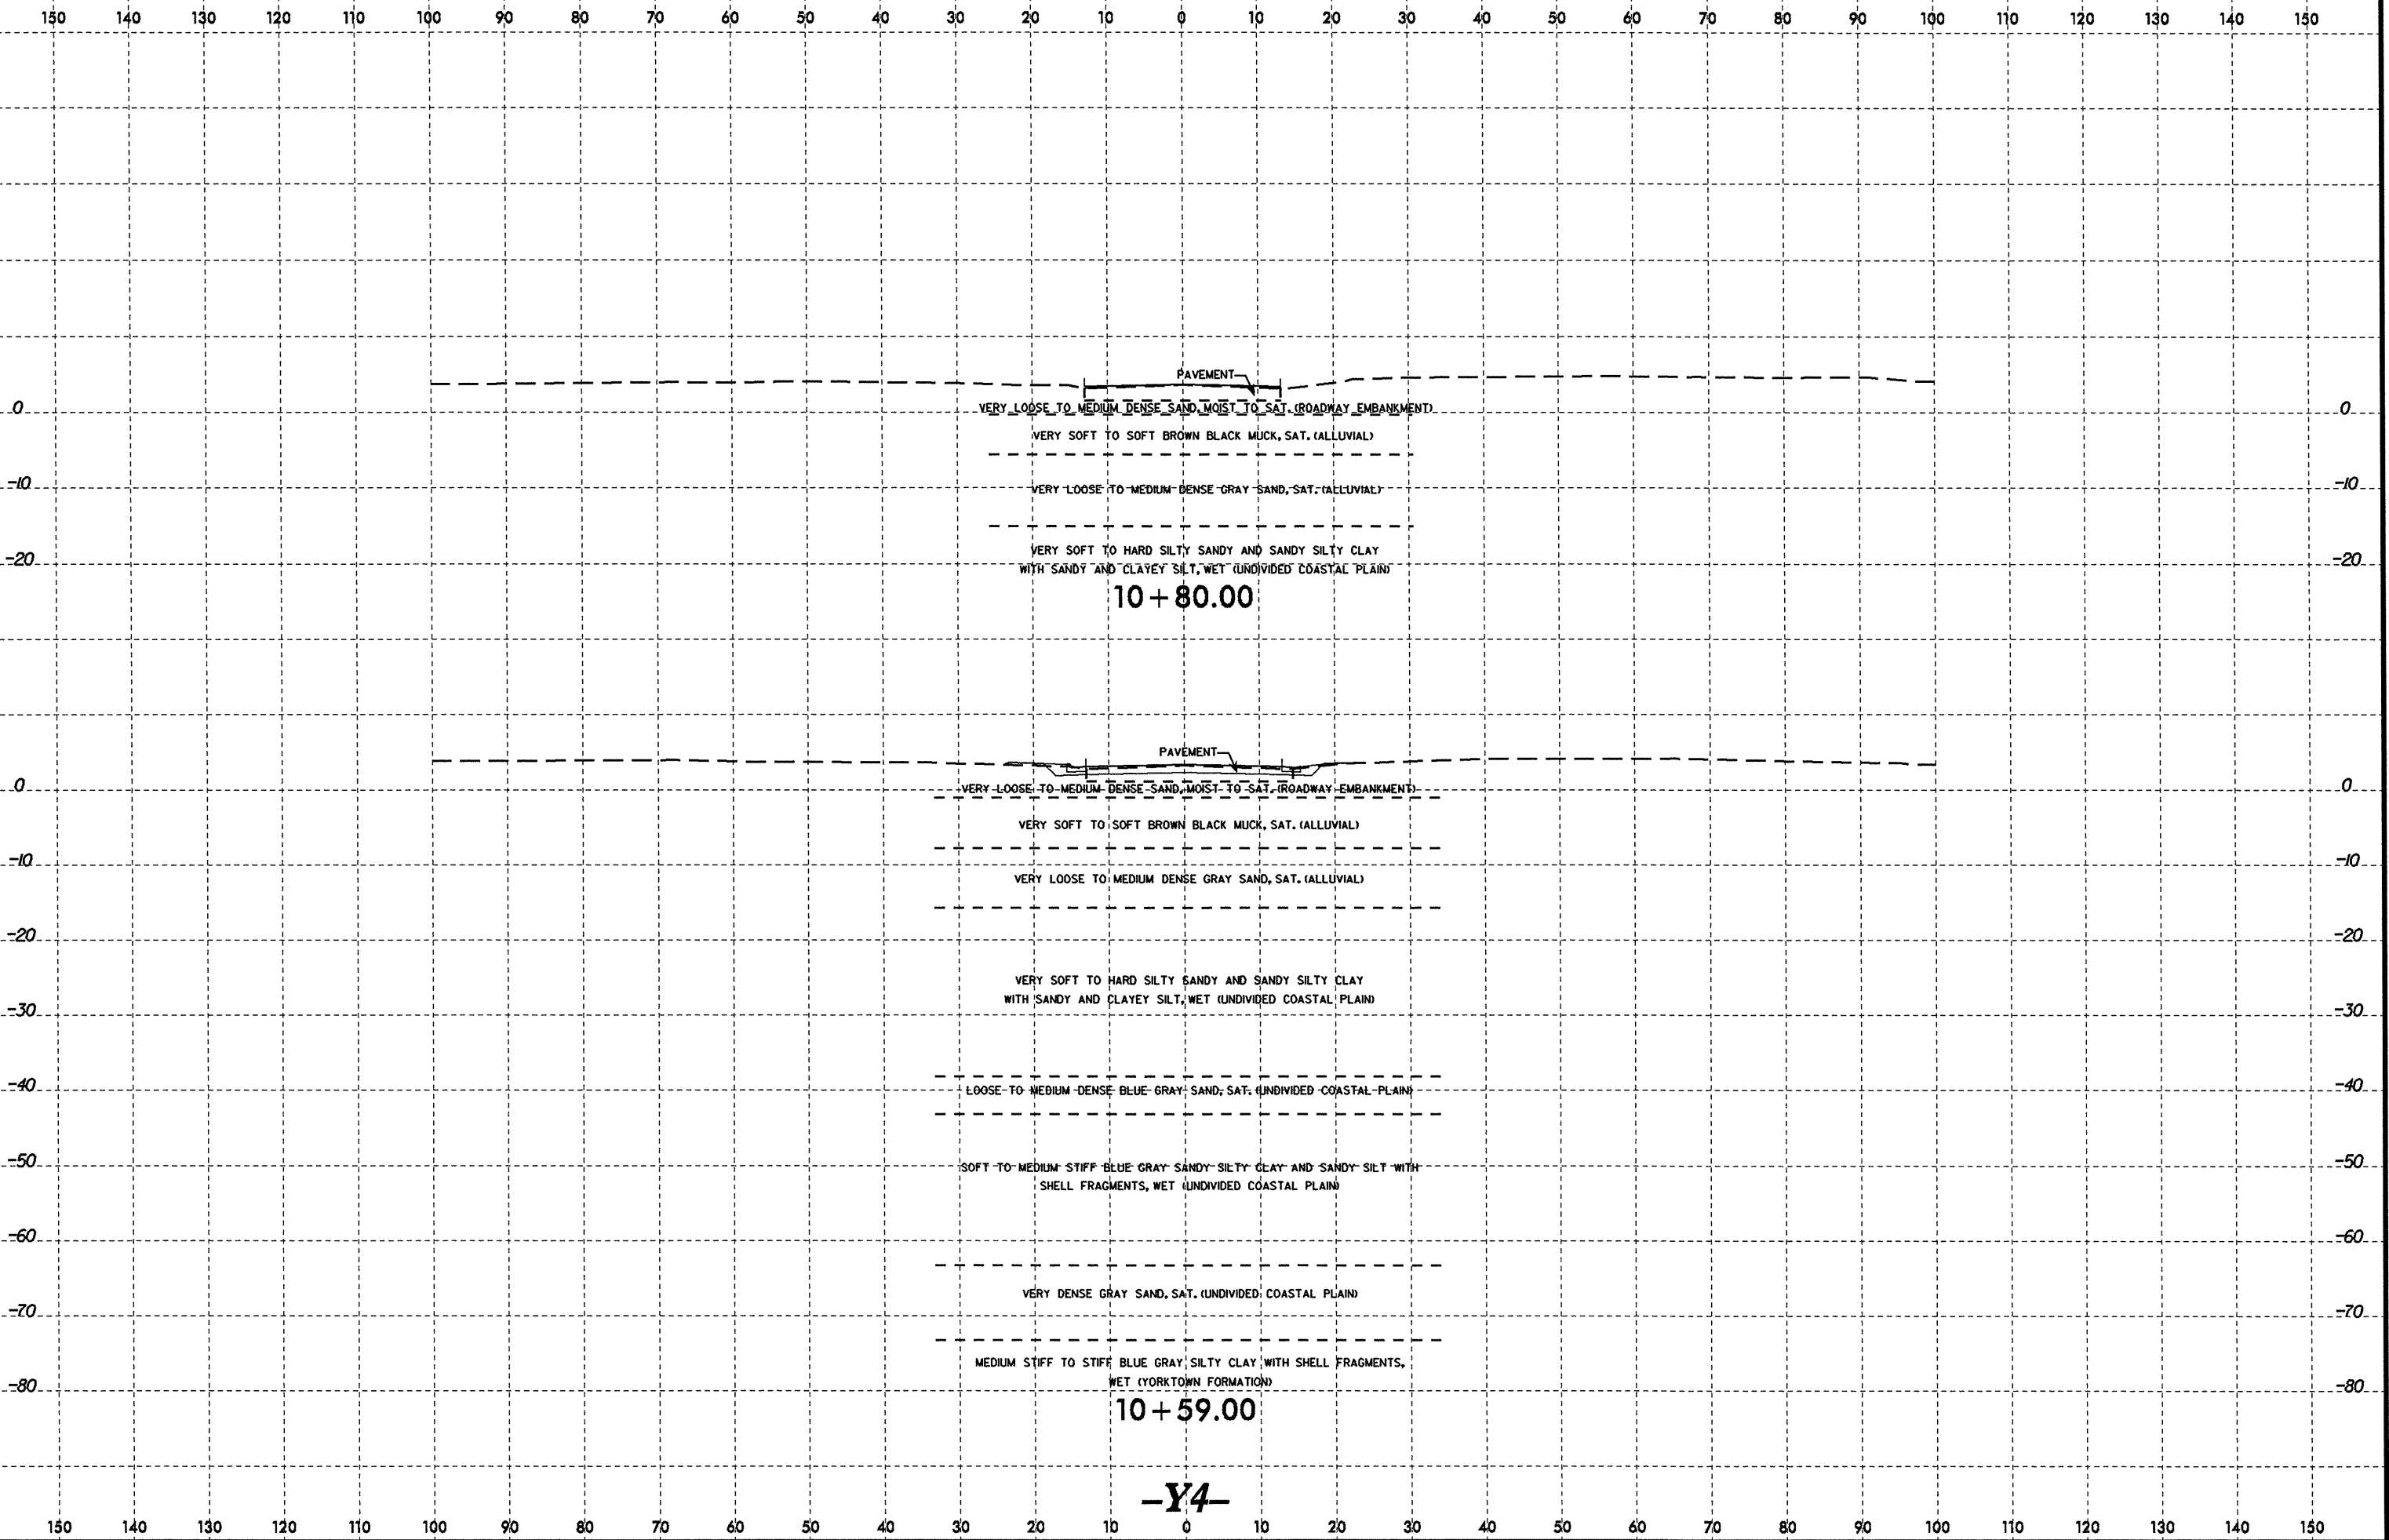 150 140 130 120 110 100 90 80 70 60 50 40 30 20 10 0 10 20 30 40 50 60 70 80 90 100 110 120 130 140 150
PAVEMENT
0 VERY LOOSE TO MEDIUM DENSE SAND, MOIST TO SAT. (ROADWAY EMBANKMENT) 0
VERY SOFT TO SOFT BROWN BLACK MUCK, SAT. (ALLUVIAL)
-10 VERY LOOSE TO MEDIUM DENSE GRAY SAND, SAT. (ALLUVIAL) -10
VERY SOFT TO HARD SILTY SANDY AND SANDY SILTY CLAY
-20 WITH SANDY AND CLAYEY SILT, WET (UNDIVIDED COASTAL PLAIN) -20
10+80.00
PAVEMENT
0 VERY LOOSE TO MEDIUM DENSE SAND, MOIST TO SAT. (ROADWAY EMBANKMENT) 0
VERY SOFT TO SOFT BROWN BLACK MUCK, SAT. (ALLUVIAL)
-10 -10
VERY LOOSE TO MEDIUM DENSE GRAY SAND, SAT. (ALLUVIAL)
-20 -20
VERY SOFT TO HARD SILTY SANDY AND SANDY SILTY CLAY
WITH SANDY AND CLAYEY SILT, WET (UNDIVIDED COASTAL PLAIN)
-30 -30
-40 LOOSE TO MEDIUM DENSE BLUE GRAY SAND, SAT. (UNDIVIDED COASTAL PLAIN) -40
-50 SOFT TO MEDIUM STIFF BLUE GRAY SANDY SILTY CLAY AND SANDY SILT WITH -50
SHELL FRAGMENTS, WET (UNDIVIDED COASTAL PLAIN)
-60 -60
VERY DENSE GRAY SAND, SAT. (UNDIVIDED COASTAL PLAIN)
-70 -70
MEDIUM STIFF TO STIFF BLUE GRAY SILTY CLAY WITH SHELL FRAGMENTS,
WET (YORKTOWN FORMATION)
-80 -80
10+59.00
-Y4-
150 140 130 120 110 100 90 80 70 60 50 40 30 20 10 0 10 20 30 40 50 60 70 80 90 100 110 120 130 140 150